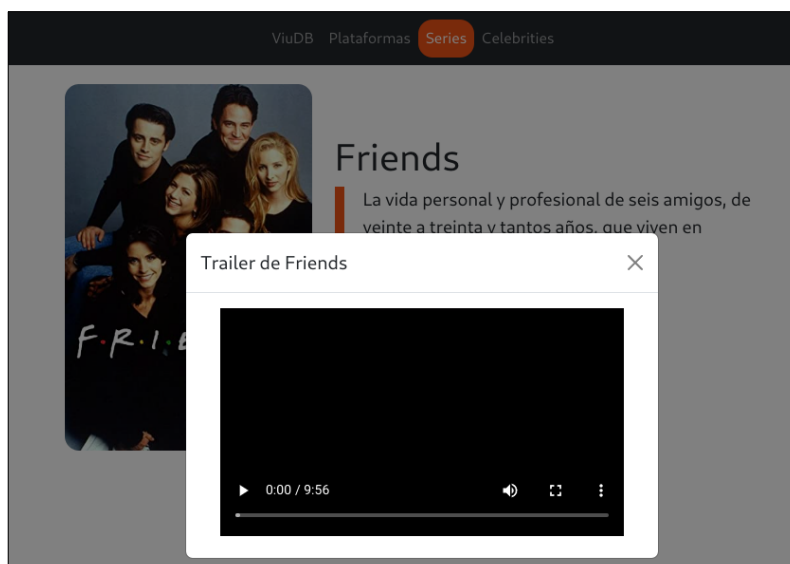 ViuDB Plataformas Series Celebrities
Friends
La vida personal y profesional de seis amigos, de
veinte a treinta y tantos años, que viven en
Trailer de Friends
F·R·I·E
0:00 / 9:56